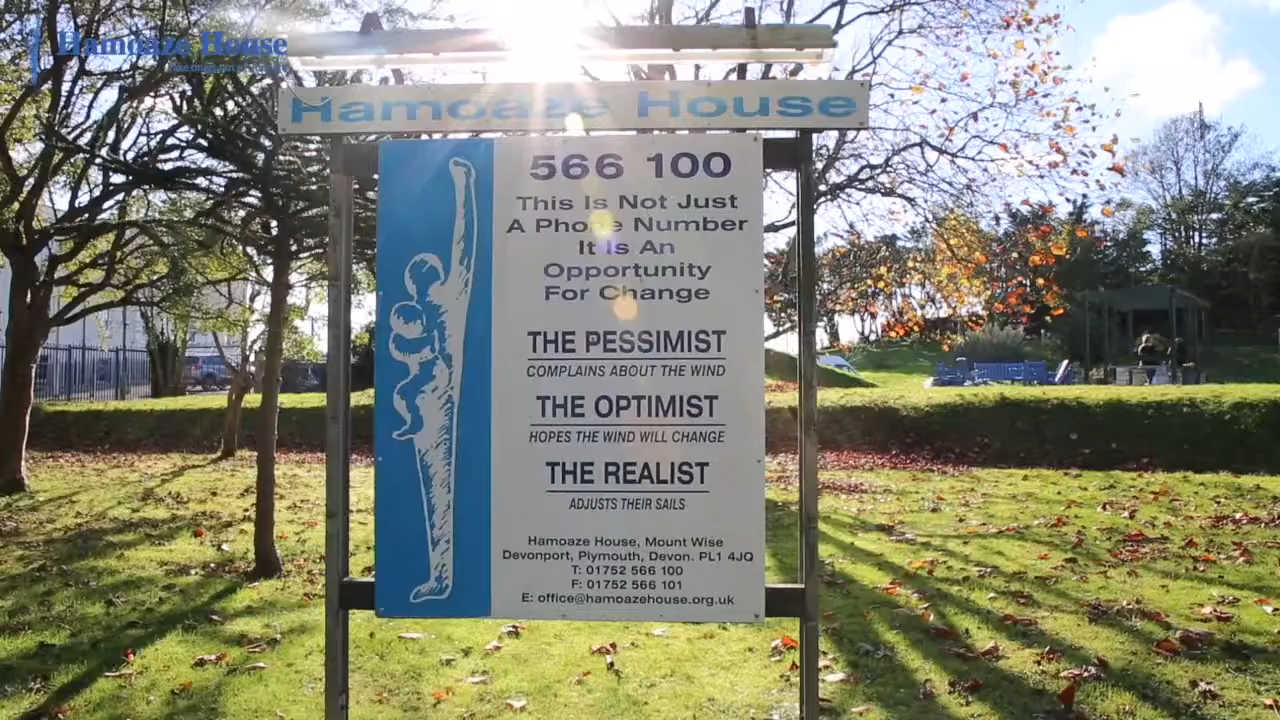 Hamoaze House
Hamoaze House
566 100
This Is Not Just
A Phone Number
It Is An
Opportunity
For Change
THE PESSIMIST
COMPLAINS ABOUT THE WIND
THE OPTIMIST
HOPES THE WIND WILL CHANGE
THE REALIST
ADJUSTS THEIR SAILS
Hamoaze House, Mount Wise
Devonport, Plymouth, Devon. PL1 4JQ
T: 01752 566 100
F: 01752 566 101
E: office@hamoazehouse.org.uk